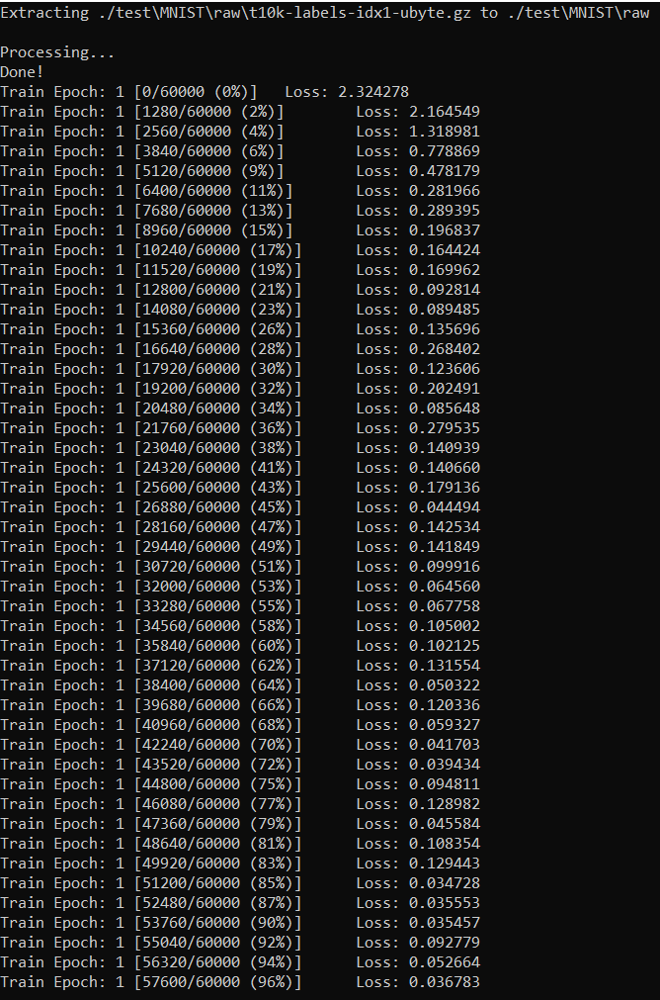 Extracting ./test\MNIST\raw\t10k-labels-idx1-ubyte.gz to ./test\MNIST\raw
Processing...
Done!
Train Epoch: 1 [0/60000 (0%)] Loss: 2.324278
Train Epoch: 1 [1280/60000 (2%)] Loss: 2.164549
Train Epoch: 1 [2560/60000 (4%)] Loss: 1.318981
Train Epoch: 1 [3840/60000 (6%)] Loss: 0.778869
Train Epoch: 1 [5120/60000 (9%)] Loss: 0.478179
Train Epoch: 1 [6400/60000 (11%)] Loss: 0.281966
Train Epoch: 1 [7680/60000 (13%)] Loss: 0.289395
Train Epoch: 1 [8960/60000 (15%)] Loss: 0.196837
Train Epoch: 1 [10240/60000 (17%)] Loss: 0.164424
Train Epoch: 1 [11520/60000 (19%)] Loss: 0.169962
Train Epoch: 1 [12800/60000 (21%)] Loss: 0.092814
Train Epoch: 1 [14080/60000 (23%)] Loss: 0.089485
Train Epoch: 1 [15360/60000 (26%)] Loss: 0.135696
Train Epoch: 1 [16640/60000 (28%)] Loss: 0.268402
Train Epoch: 1 [17920/60000 (30%)] Loss: 0.123606
Train Epoch: 1 [19200/60000 (32%)] Loss: 0.202491
Train Epoch: 1 [20480/60000 (34%)] Loss: 0.085648
Train Epoch: 1 [21760/60000 (36%)] Loss: 0.279535
Train Epoch: 1 [23040/60000 (38%)] Loss: 0.140939
Train Epoch: 1 [24320/60000 (41%)] Loss: 0.140660
Train Epoch: 1 [25600/60000 (43%)] Loss: 0.179136
Train Epoch: 1 [26880/60000 (45%)] Loss: 0.044494
Train Epoch: 1 [28160/60000 (47%)] Loss: 0.142534
Train Epoch: 1 [29440/60000 (49%)] Loss: 0.141849
Train Epoch: 1 [30720/60000 (51%)] Loss: 0.099916
Train Epoch: 1 [32000/60000 (53%)] Loss: 0.064560
Train Epoch: 1 [33280/60000 (55%)] Loss: 0.067758
Train Epoch: 1 [34560/60000 (58%)] Loss: 0.105002
Train Epoch: 1 [35840/60000 (60%)] Loss: 0.102125
Train Epoch: 1 [37120/60000 (62%)] Loss: 0.131554
Train Epoch: 1 [38400/60000 (64%)] Loss: 0.050322
Train Epoch: 1 [39680/60000 (66%)] Loss: 0.120336
Train Epoch: 1 [40960/60000 (68%)] Loss: 0.059327
Train Epoch: 1 [42240/60000 (70%)] Loss: 0.041703
Train Epoch: 1 [43520/60000 (72%)] Loss: 0.039434
Train Epoch: 1 [44800/60000 (75%)] Loss: 0.094811
Train Epoch: 1 [46080/60000 (77%)] Loss: 0.128982
Train Epoch: 1 [47360/60000 (79%)] Loss: 0.045584
Train Epoch: 1 [48640/60000 (81%)] Loss: 0.108354
Train Epoch: 1 [49920/60000 (83%)] Loss: 0.129443
Train Epoch: 1 [51200/60000 (85%)] Loss: 0.034728
Train Epoch: 1 [52480/60000 (87%)] Loss: 0.035553
Train Epoch: 1 [53760/60000 (90%)] Loss: 0.035457
Train Epoch: 1 [55040/60000 (92%)] Loss: 0.092779
Train Epoch: 1 [56320/60000 (94%)] Loss: 0.052664
Train Epoch: 1 [57600/60000 (96%)] Loss: 0.036783